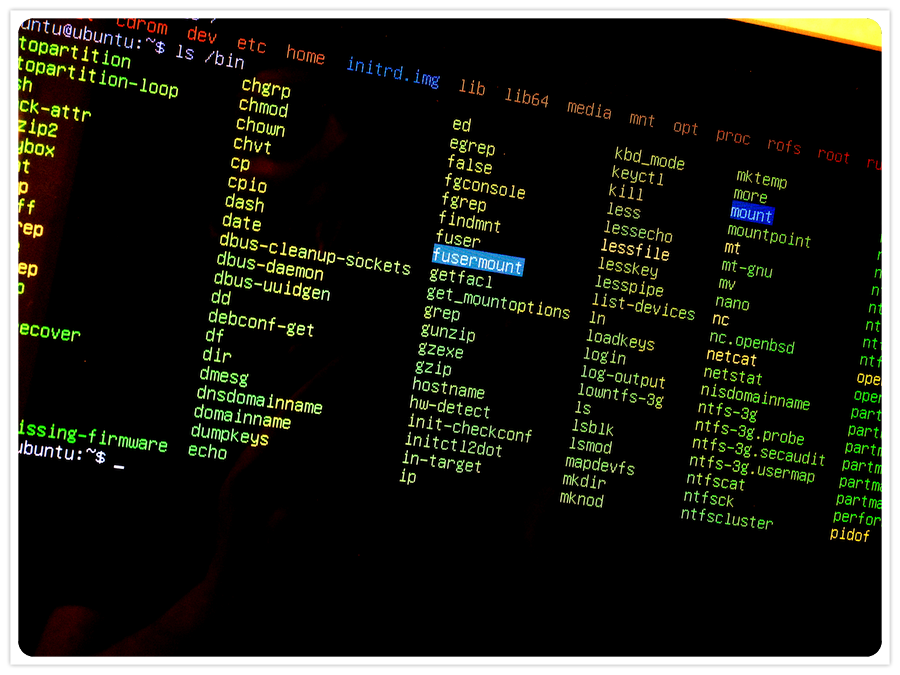 cdrom dev etc home initrd.img lib lib64 media mnt opt proc rofs root
untu@ubuntu:~$ ls /bin
topartition
topartition-loop
sh
ck-attr
zip2
ybox
ff
rep
ep
ecover
issing-firmware
chgrp
chmod
chown
chvt
cp
cpio
dash
date
dbus-cleanup-sockets
dbus-daemon
dbus-uuidgen
dd
debconf-get
df
dir
dmesg
dnsdomainname
domainname
dumpkeys
echo
ed
egrep
false
fgconsole
fgrep
findmnt
fuser
fusermount
getfacl
get_mountoptions
grep
gunzip
gzexe
gzip
hostname
hw-detect
init-checkconf
initctl2dot
in-target
ip
kbd_mode
keyctl
kill
less
lessecho
lessfile
lesskey
lesspipe
list-devices
ln
loadkeys
login
log-output
lowntfs-3g
ls
lsblk
lsmod
mapdevfs
mkdir
mknod
mktemp
more
mount
mountpoint
mt
mt-gnu
mv
nano
nc
nc.openbsd
netcat
netstat
nisdomainname
ntfs-3g
ntfs-3g.probe
ntfs-3g.secaudit
ntfs-3g.usermap
ntfscat
ntfsck
ntfscluster
nt
ntf
ope
open
part
part
partm
partm
partma
perfor
pidof
ubuntu:~$ _